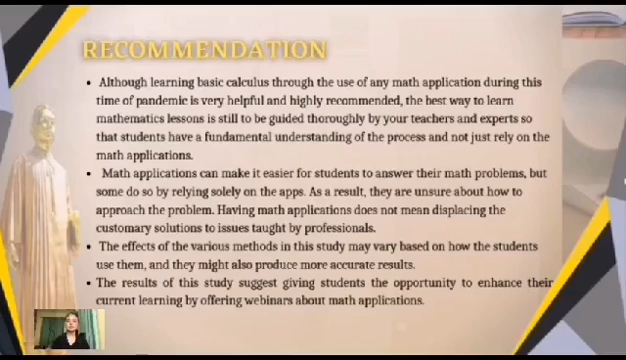 RECOMMENDATION
• Although learning basic calculus through the use of any math application during this
time of pandemic is very helpful and highly recommended, the best way to learn
mathematics lessons is still to be guided thoroughly by your teachers and experts so
that students have a fundamental understanding of the process and not just rely on the
math applications.
• Math applications can make it easier for students to answer their math problems, but
some do so by relying solely on the apps. As a result, they are unsure about how to
approach the problem. Having math applications does not mean displacing the
customary solutions to issues taught by professionals.
• The effects of the various methods in this study may vary based on how the students
use them, and they might also produce more accurate results.
• The results of this study suggest giving students the opportunity to enhance their
current learning by offering webinars about math applications.